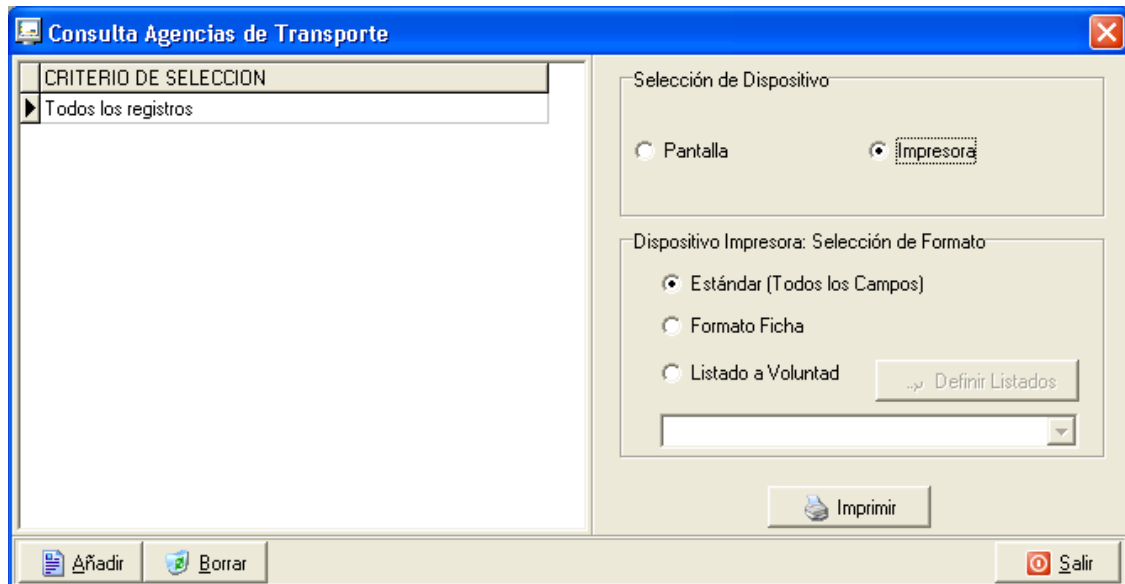 Consulta Agencias de Transporte
CRITERIO DE SELECCION
Todos los registros
Selección de Dispositivo
Pantalla
Impresora
Dispositivo Impresora: Selección de Formato
Estándar (Todos los Campos)
Formato Ficha
Listado a Voluntad
Definir Listados
Imprimir
Añadir
Borrar
Salir